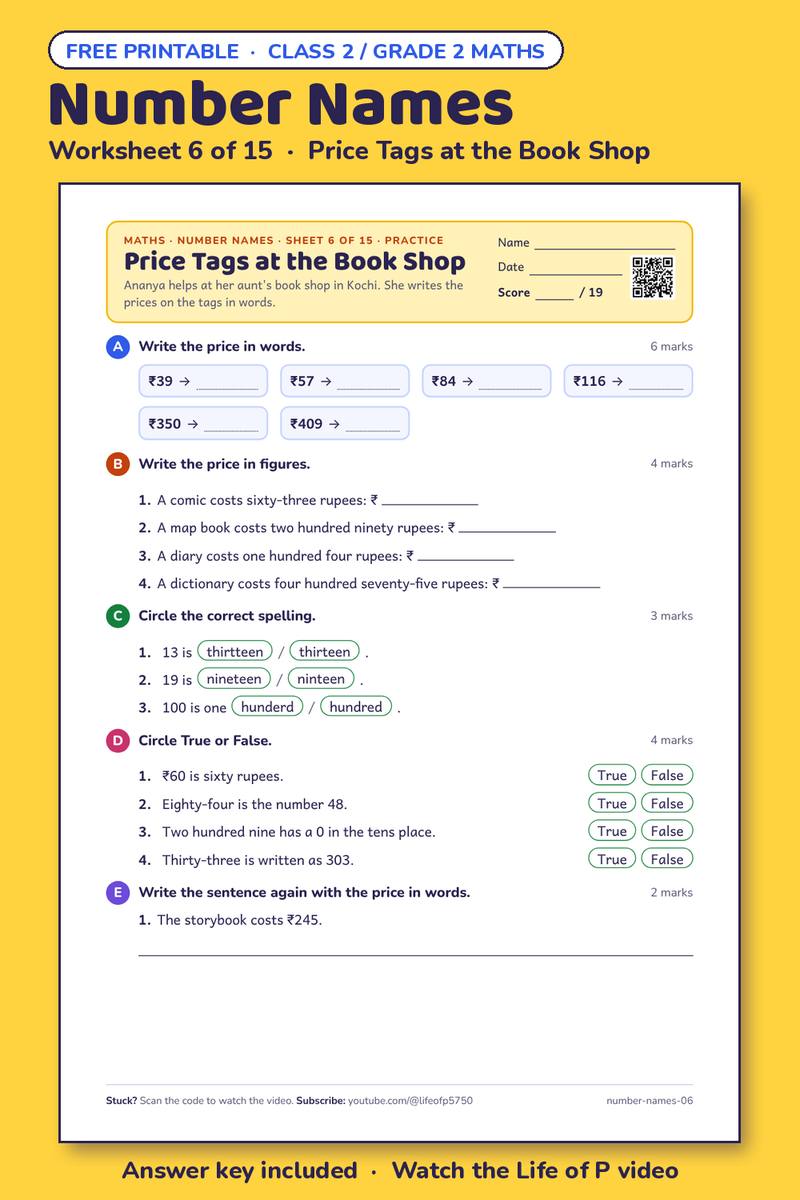 FREE PRINTABLE · CLASS 2 / GRADE 2 MATHS
Number Names
Worksheet 6 of 15 · Price Tags at the Book Shop
MATHS · NUMBER NAMES · SHEET 6 OF 15 · PRACTICE
Price Tags at the Book Shop
Ananya helps at her aunt's book shop in Kochi. She writes the
prices on the tags in words.
Name
Date
Score / 19
A Write the price in words. 6 marks
₹39 → ₹57 → ₹84 → ₹116 →
₹350 → ₹409 →
B Write the price in figures. 4 marks
1. A comic costs sixty-three rupees: ₹
2. A map book costs two hundred ninety rupees: ₹
3. A diary costs one hundred four rupees: ₹
4. A dictionary costs four hundred seventy-five rupees: ₹
C Circle the correct spelling. 3 marks
1. 13 is thirtteen / thirteen .
2. 19 is nineteen / ninteen .
3. 100 is one hunderd / hundred .
D Circle True or False. 4 marks
1. ₹60 is sixty rupees. True False
2. Eighty-four is the number 48. True False
3. Two hundred nine has a 0 in the tens place. True False
4. Thirty-three is written as 303. True False
E Write the sentence again with the price in words. 2 marks
1. The storybook costs ₹245.
Stuck? Scan the code to watch the video. Subscribe: youtube.com/@lifeofp5750 number-names-06
Answer key included · Watch the Life of P video